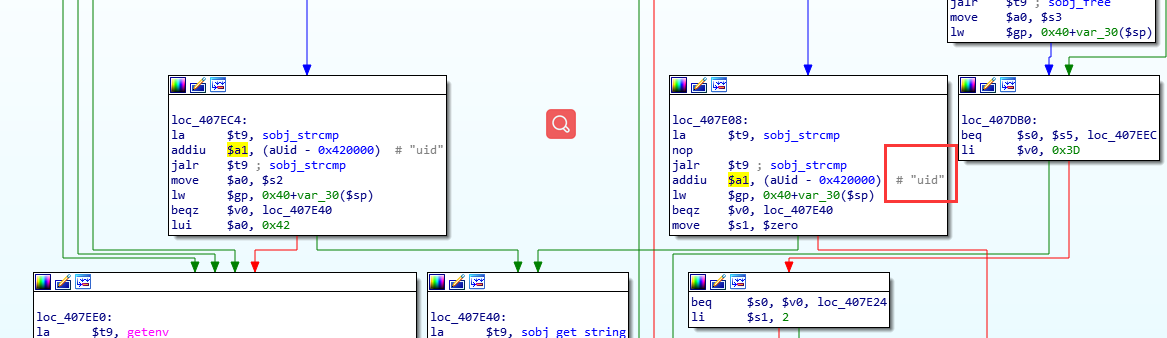 jalr    $t9 ; sobj_free
move    $a0, $s3
lw      $gp, 0x40+var_30($sp)
loc_407EC4:
la      $t9, sobj_strcmp
addiu   $a1, (aUid - 0x420000)  # "uid"
jalr    $t9 ; sobj_strcmp
move    $a0, $s2
lw      $gp, 0x40+var_30($sp)
beqz    $v0, loc_407E40
lui     $a0, 0x42
loc_407E08:
la      $t9, sobj_strcmp
nop
jalr    $t9 ; sobj_strcmp
addiu   $a1, (aUid - 0x420000)  # "uid"
lw      $gp, 0x40+var_30($sp)
beqz    $v0, loc_407E40
move    $s1, $zero
loc_407DB0:
beq     $s0, $s5, loc_407EEC
li      $v0, 0x3D
loc_407EE0:
la      $t9, getenv
loc_407E40:
la      $t9, sobj_get_string
beq     $s0, $v0, loc_407E24
li      $s1, 2